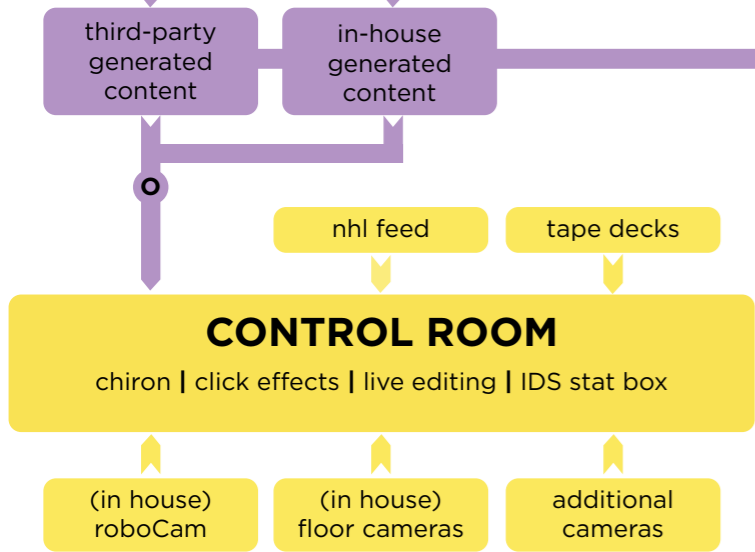 third-party
generated
content
in-house
generated
content
O
nhl feed
tape decks
CONTROL ROOM
chiron | click effects | live editing | IDS stat box
(in house)
roboCam
(in house)
floor cameras
additional
cameras